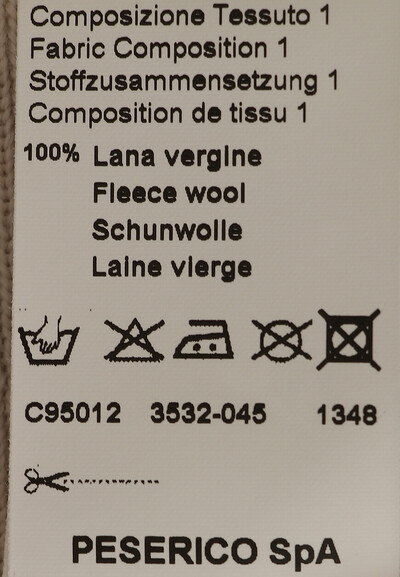 Composizione Tessuto 1
Fabric Composition 1
Stoffzusammensetzung 1
Composition de tissu 1
100% Lana vergine
Fleece wool
Schunwolle
Laine vierge
C95012 3532-045 1348
PESERICO SpA